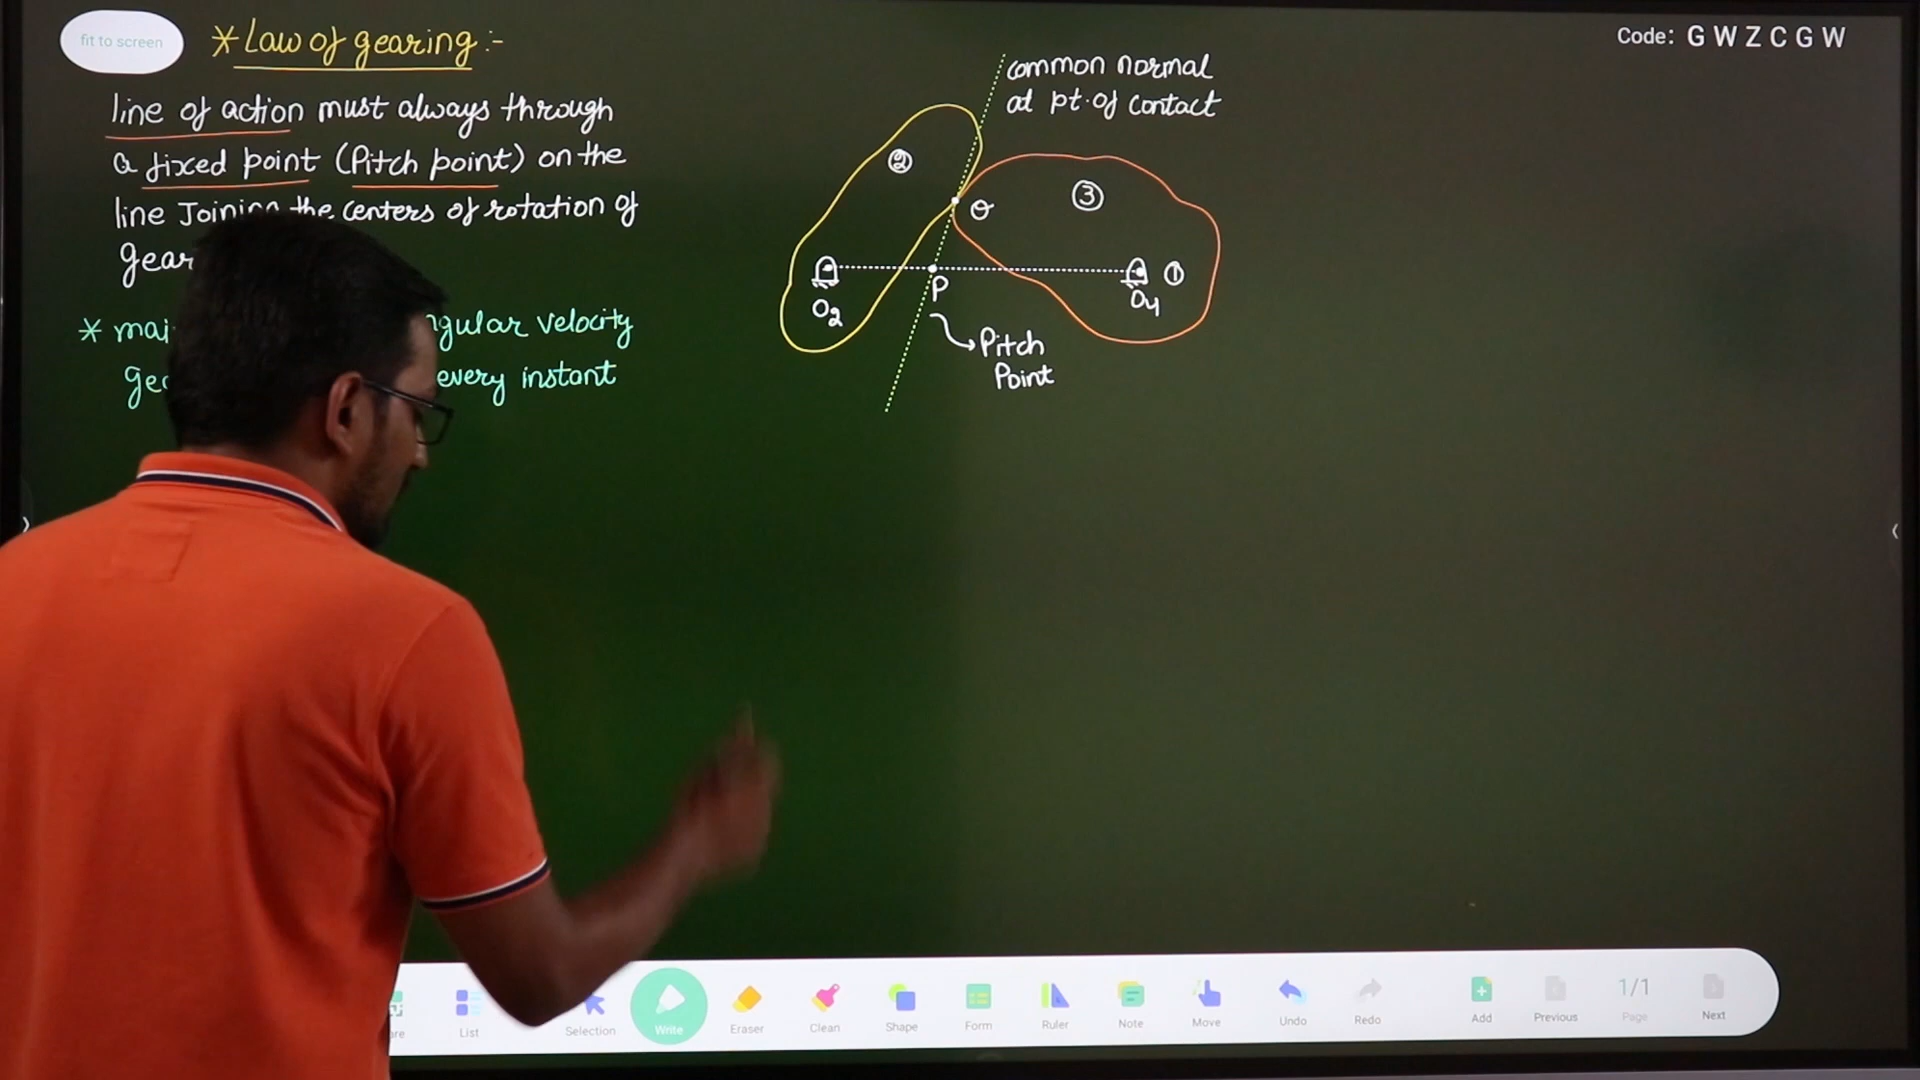 fit to screen
* Law of gearing :-
Code: G W Z C G W
line of action must always through
a fixed point (Pitch point) on the
line Joining the centers of rotation of
gear
* mai gular velocity
every instant
common normal
at pt. of contact
②
③
O
①
P
O2
O4
Pitch
Point
List
Selection
Write
Eraser
Clean
Shape
Form
Ruler
Note
Move
Undo
Redo
Add
Previous
1/1
Page
Next